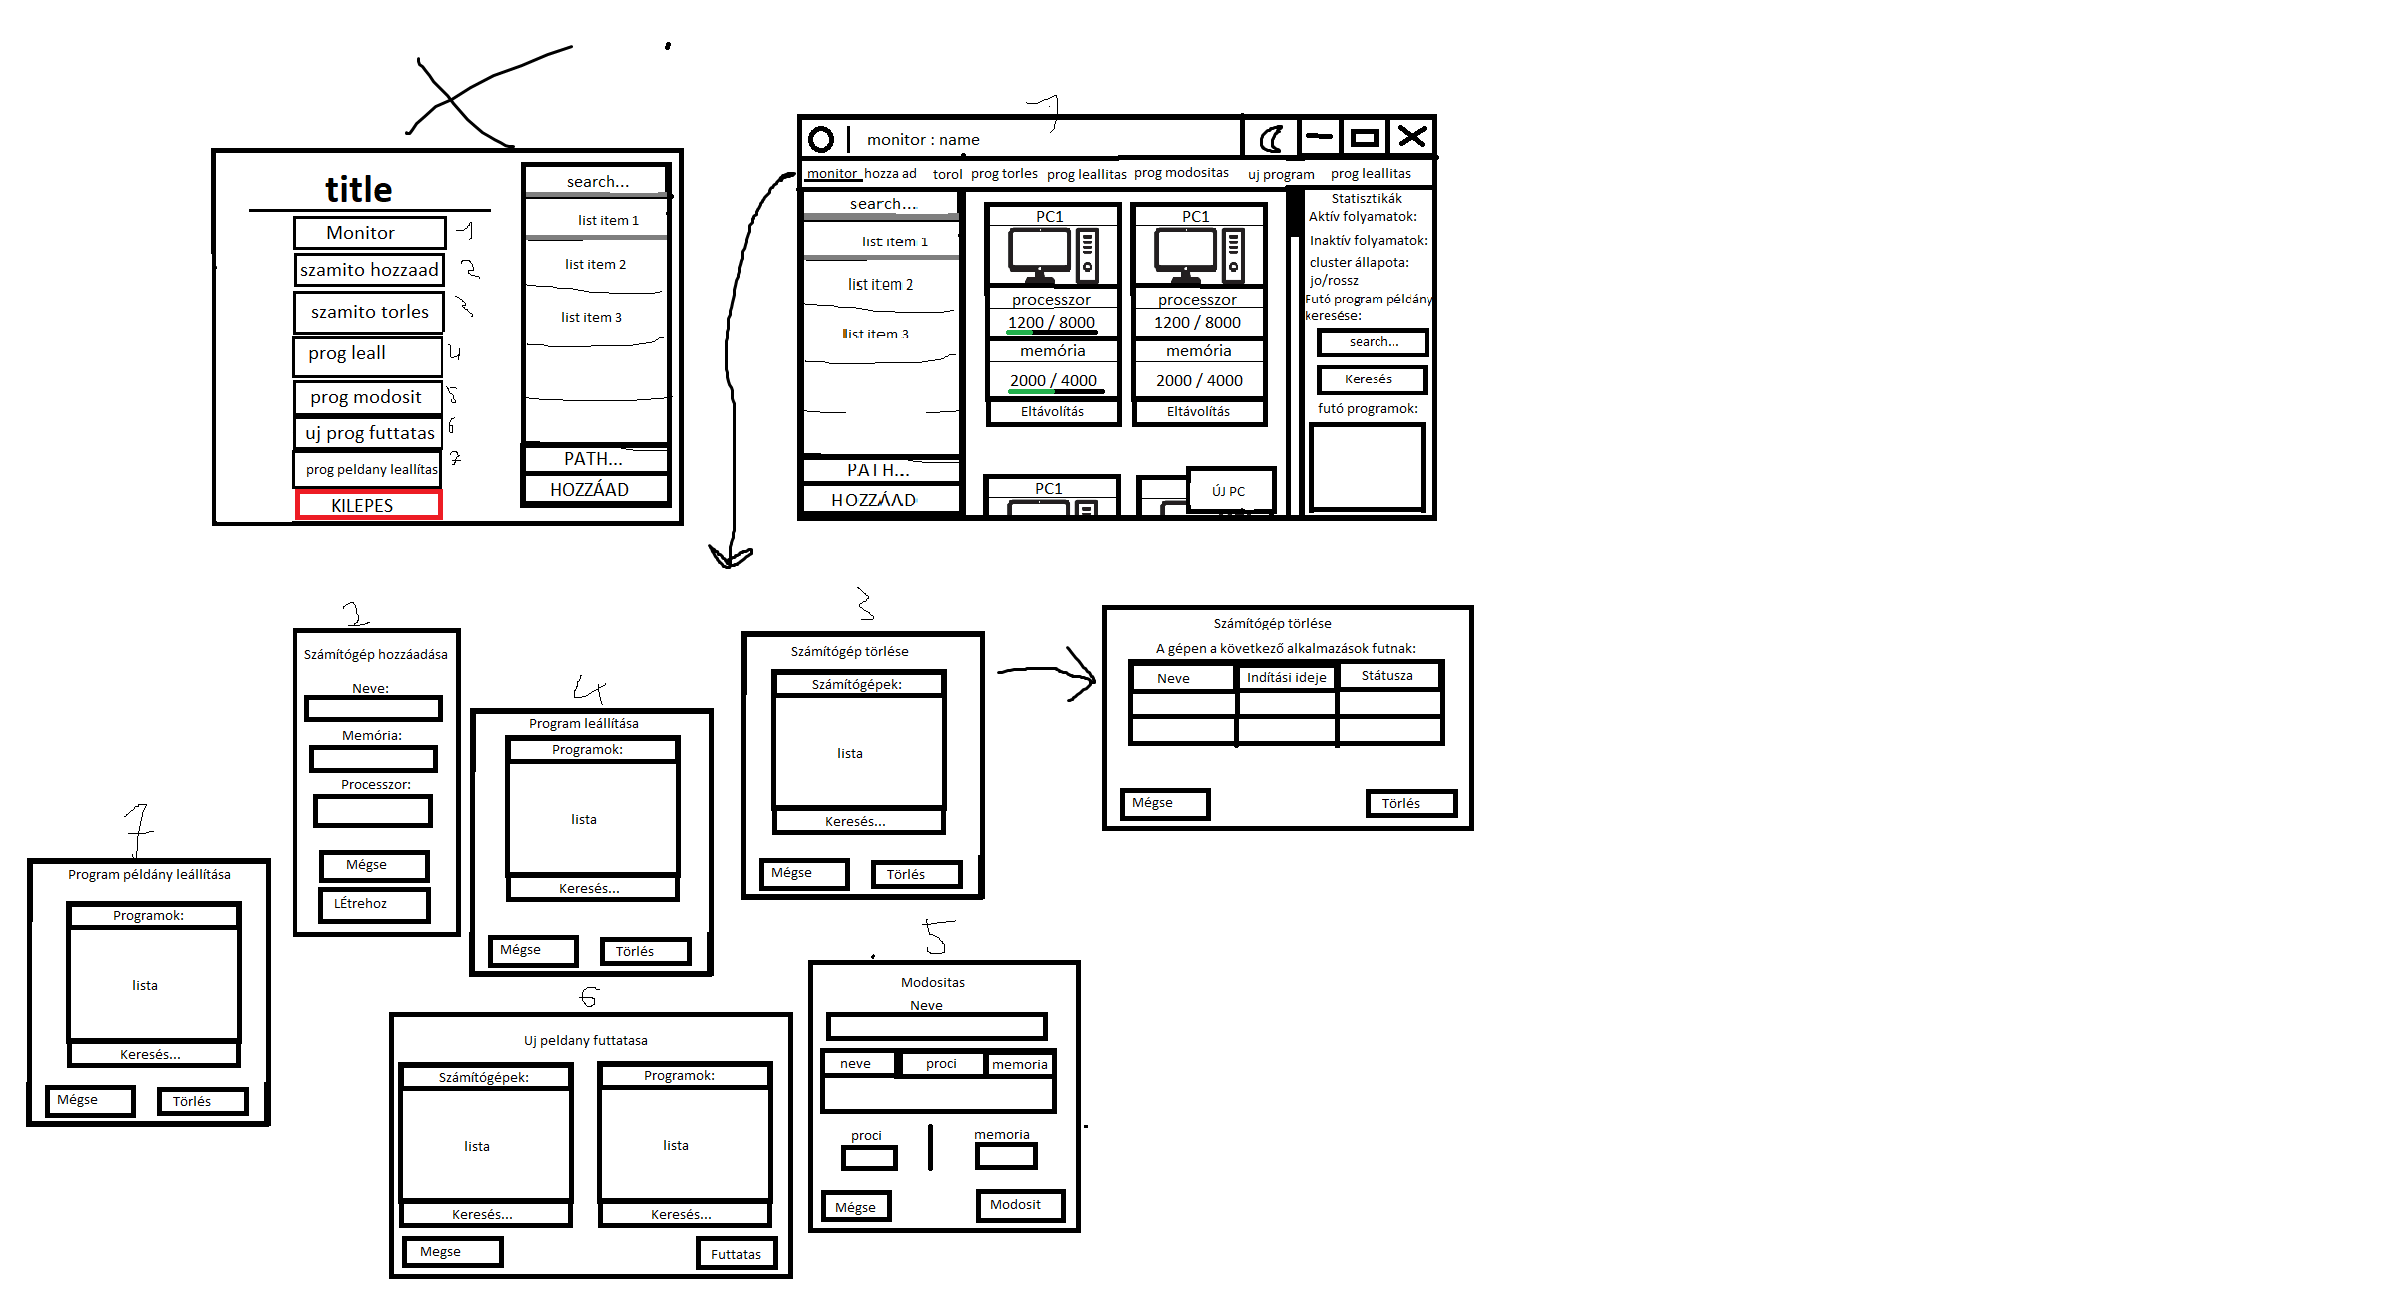 title
Monitor 1
szamito hozzaad 2
szamito torles 3
prog leall 4
prog modosit 5
uj prog futtatas 6
prog peldany leallítas 7
KILEPES
search...
list item 1
list item 2
list item 3
PATH...
HOZZÁAD
1
monitor : name
monitor hozza ad torol prog torles prog leallitas prog modositas uj program prog leallitas
search...
list item 1
list item 2
list item 3
PATH...
HOZZÁAD
PC1
processzor
1200 / 8000
memória
2000 / 4000
Eltávolítás
PC1
processzor
1200 / 8000
memória
2000 / 4000
Eltávolítás
PC1
ÚJ PC
Statisztikák
Aktív folyamatok:
Inaktív folyamatok:
cluster állapota:
jo/rossz
Futó program példány
keresése:
search...
Keresés
futó programok:
2
Számítógép hozzáadása
Neve:
Memória:
Processzor:
Mégse
LÉtrehoz
3
Számítógép törlése
Számítógépek:
lista
Keresés...
Mégse
Törlés
Számítógép törlése
A gépen a következő alkalmazások futnak:
Neve Indítási ideje Státusza
Mégse
Törlés
4
Program leállítása
Programok:
lista
Keresés...
Mégse
Törlés
7
Program példány leállítása
Programok:
lista
Keresés...
Mégse
Törlés
6
Uj peldany futtatasa
Számítógépek:
lista
Keresés...
Programok:
lista
Keresés...
Megse
Futtatas
5
Modositas
Neve
neve proci memoria
proci
memoria
Mégse
Modosit